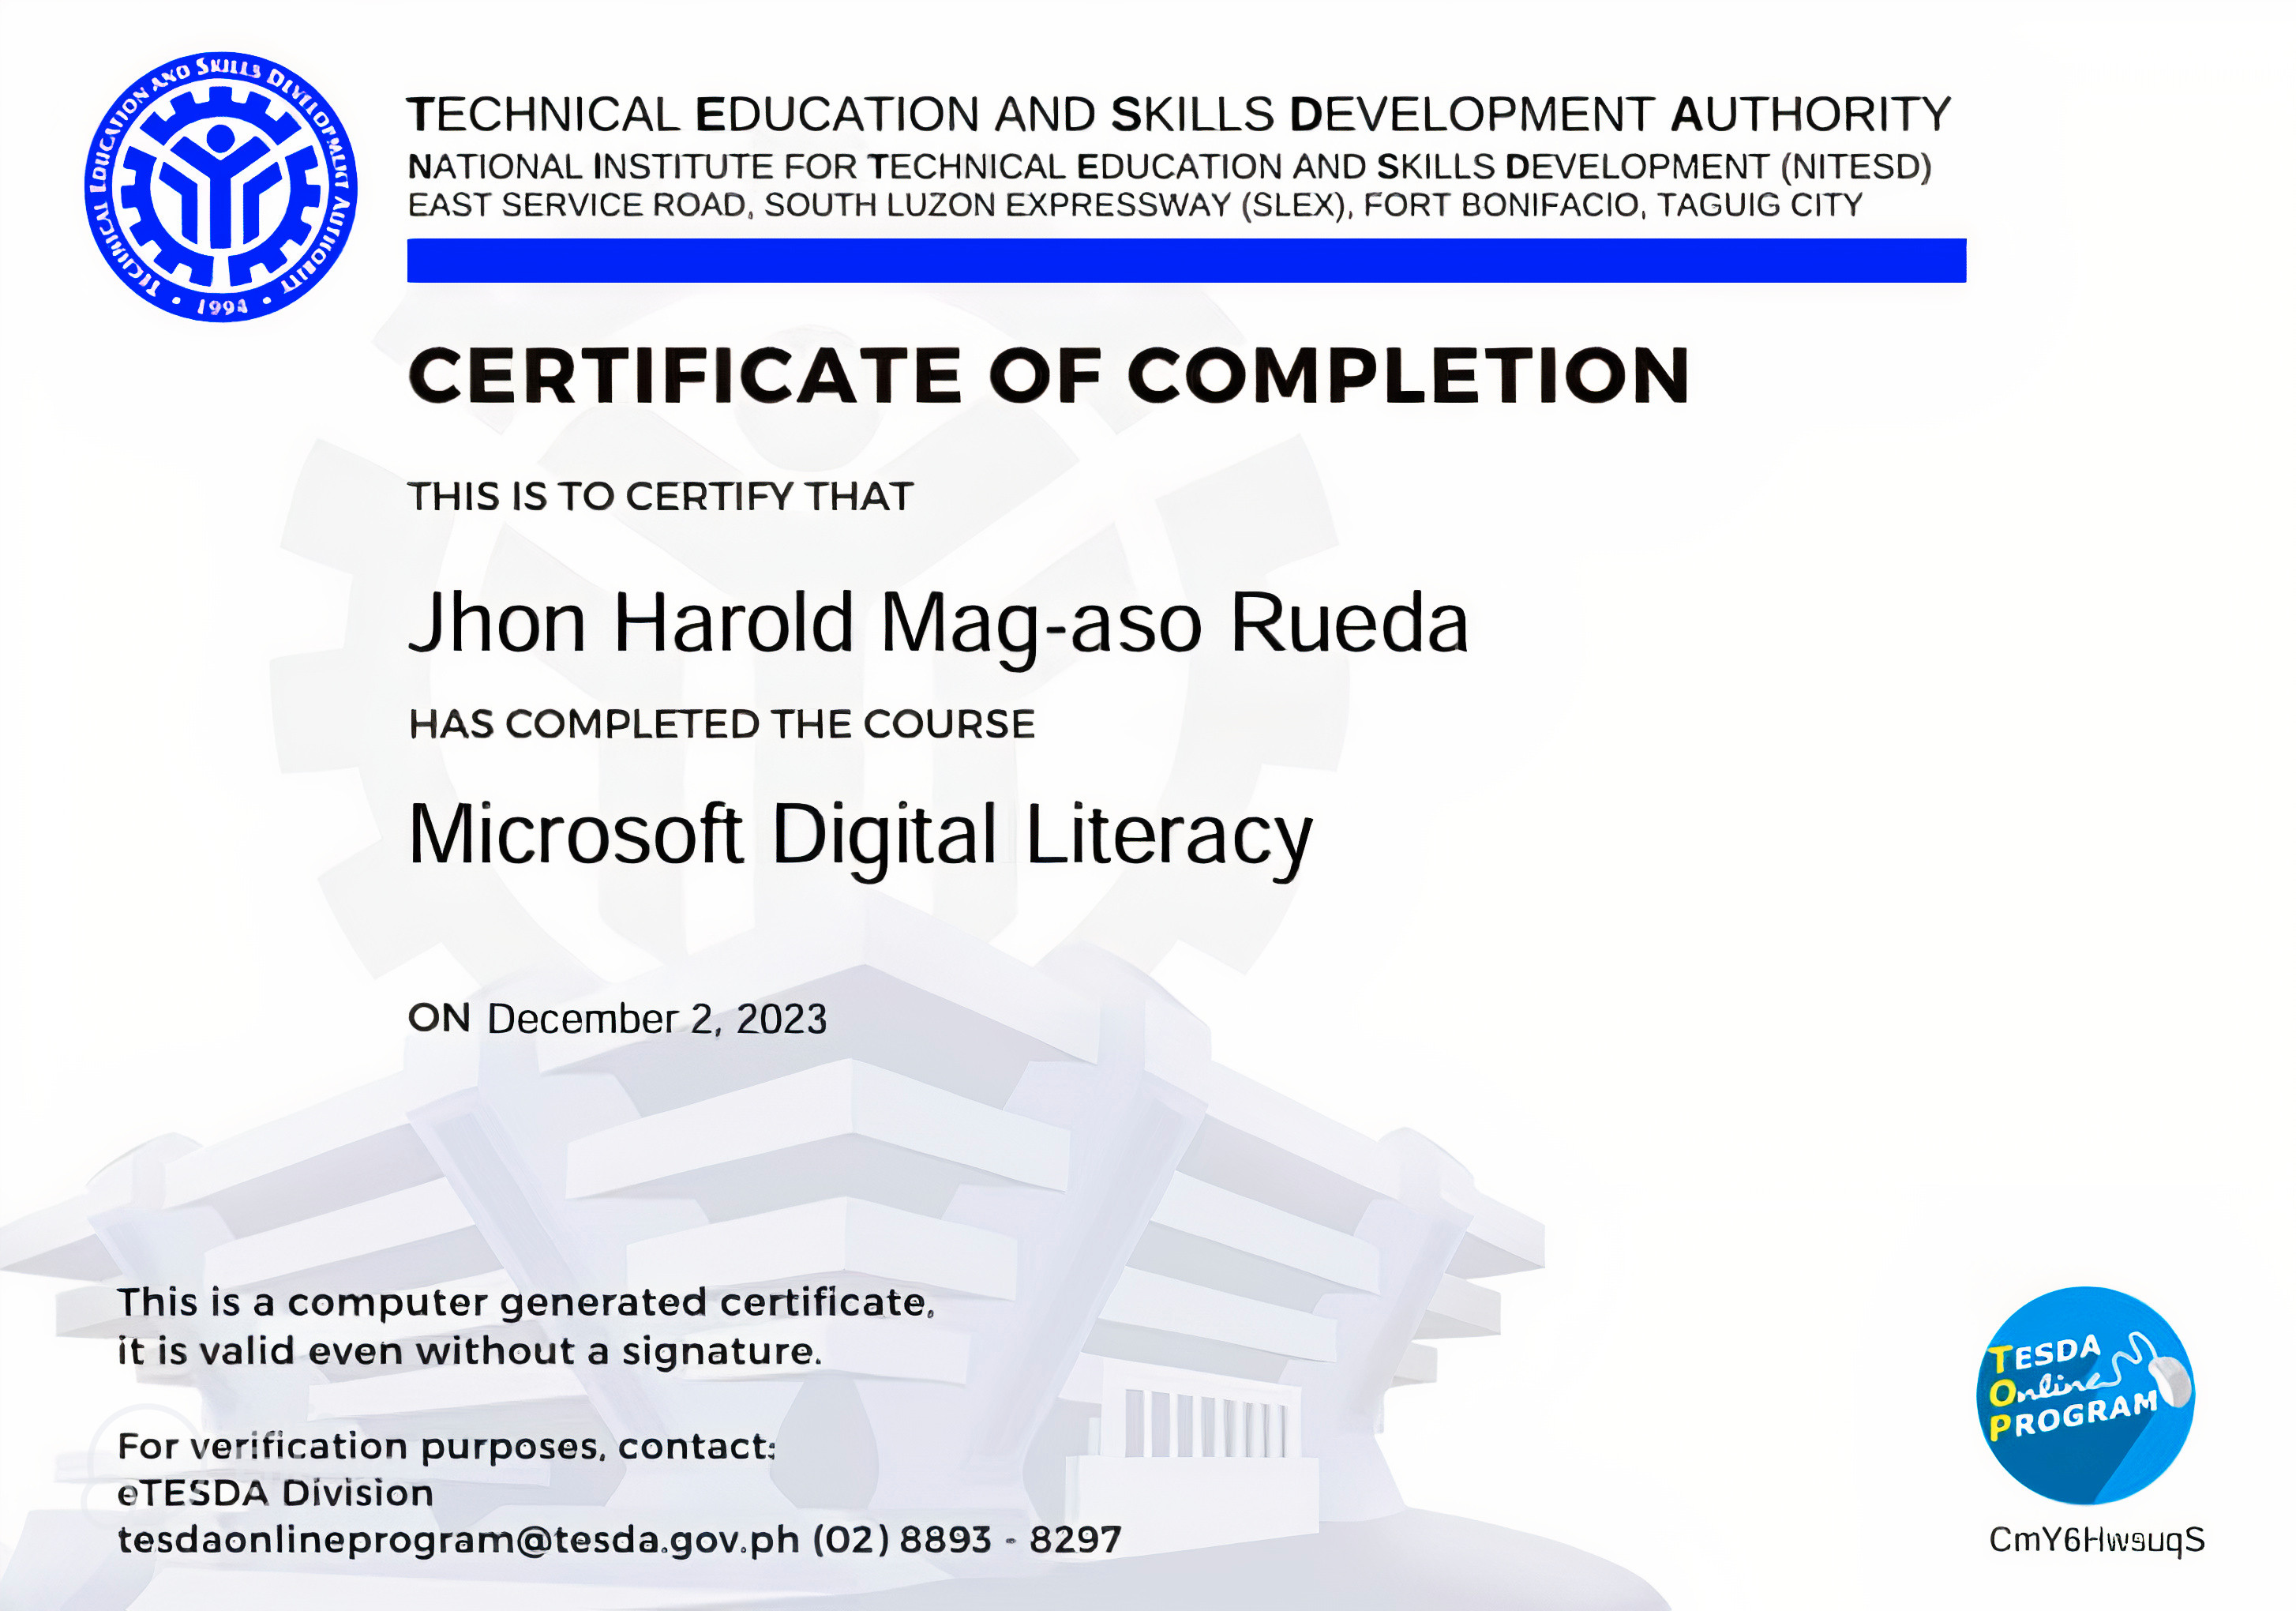 TECHNICAL EDUCATION AND SKILLS DEVELOPMENT AUTHORITY
• 1994 •
TECHNICAL EDUCATION AND SKILLS DEVELOPMENT AUTHORITY
NATIONAL INSTITUTE FOR TECHNICAL EDUCATION AND SKILLS DEVELOPMENT (NITESD)
EAST SERVICE ROAD, SOUTH LUZON EXPRESSWAY (SLEX), FORT BONIFACIO, TAGUIG CITY
CERTIFICATE OF COMPLETION
THIS IS TO CERTIFY THAT
Jhon Harold Mag-aso Rueda
HAS COMPLETED THE COURSE
Microsoft Digital Literacy
ON December 2, 2023
This is a computer generated certificate.
it is valid even without a signature.
For verification purposes, contact:
eTESDA Division
tesdaonlineprogram@tesda.gov.ph (02) 8893 - 8297
TESDA
Online
PROGRAM